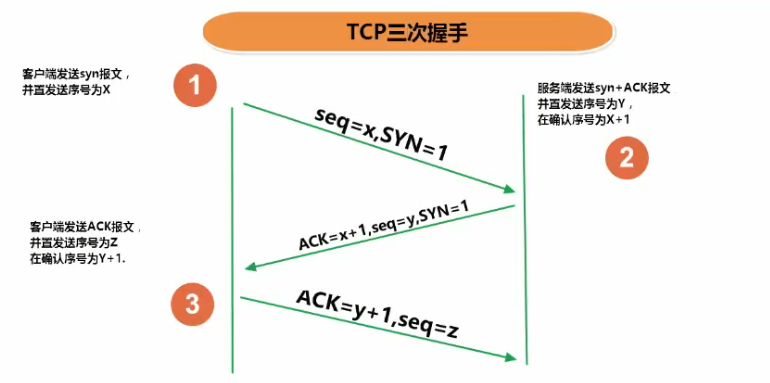 TCP三次握手
客户端发送syn报文,
并置发送序号为X
1
seq=x,SYN=1
服务端发送syn+ACK报文
并置发送序号为Y,
在确认序号为X+1
2
ACK=x+1,seq=y,SYN=1
客户端发送ACK报文,
并置发送序号为Z
在确认序号为Y+1.
3
ACK=y+1,seq=z